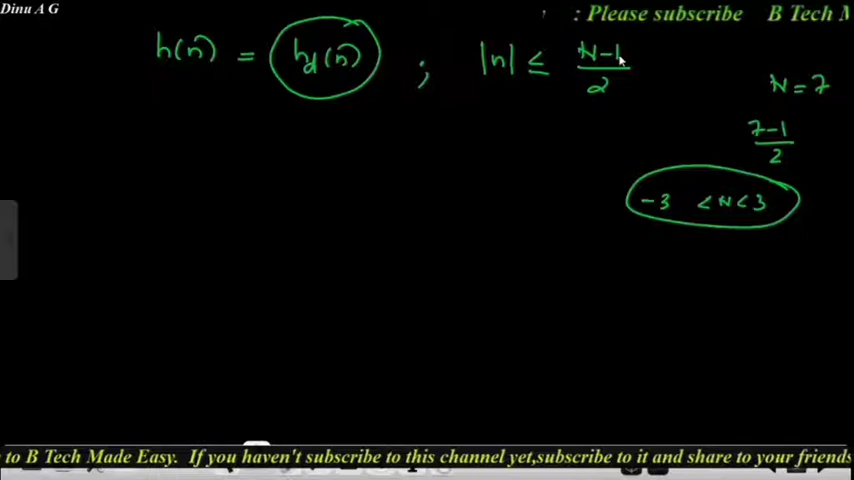 Dinu A G
: Please subscribe B Tech M
h(n) = hd(n) ; |n| ≤ N-1/2
N = 7
7-1/2
-3 < N < 3
to B Tech Made Easy. If you haven't subscribe to this channel yet,subscribe to it and share to your friends